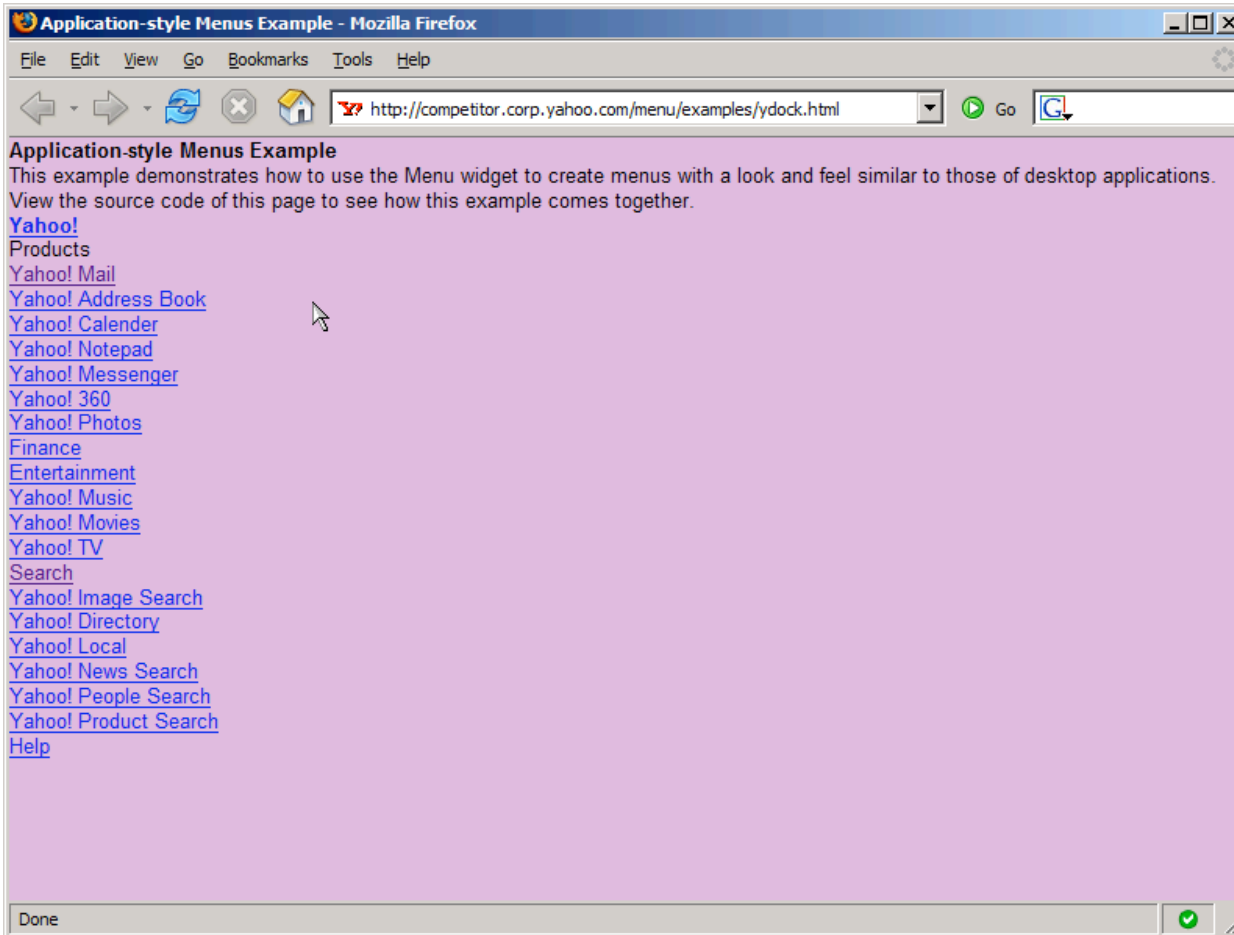 Application-style Menus Example - Mozilla Firefox
File Edit View Go Bookmarks Tools Help
http://competitor.corp.yahoo.com/menu/examples/ydock.html Go
Application-style Menus Example
This example demonstrates how to use the Menu widget to create menus with a look and feel similar to those of desktop applications.
View the source code of this page to see how this example comes together.
Yahoo!
Products
Yahoo! Mail
Yahoo! Address Book
Yahoo! Calender
Yahoo! Notepad
Yahoo! Messenger
Yahoo! 360
Yahoo! Photos
Finance
Entertainment
Yahoo! Music
Yahoo! Movies
Yahoo! TV
Search
Yahoo! Image Search
Yahoo! Directory
Yahoo! Local
Yahoo! News Search
Yahoo! People Search
Yahoo! Product Search
Help
Done